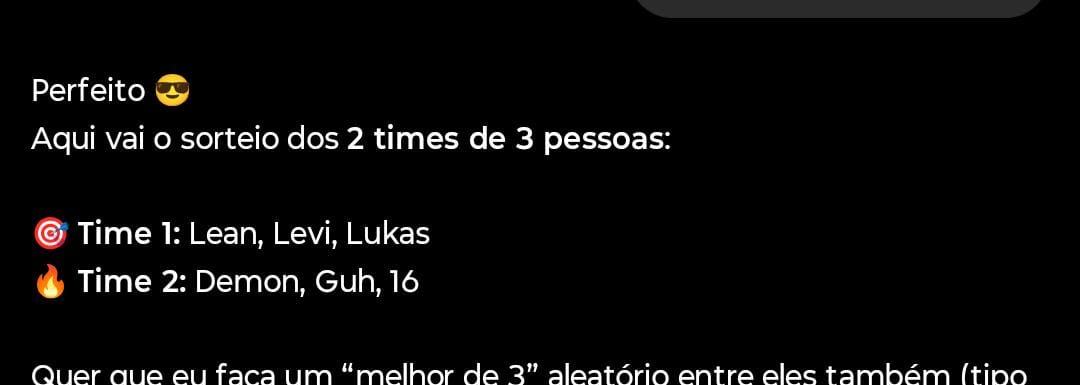 Perfeito 😎
Aqui vai o sorteio dos 2 times de 3 pessoas:
🎯 Time 1: Lean, Levi, Lukas
🔥 Time 2: Demon, Guh, 16
Quer que eu faça um “melhor de 3” aleatório entre eles também (tipo